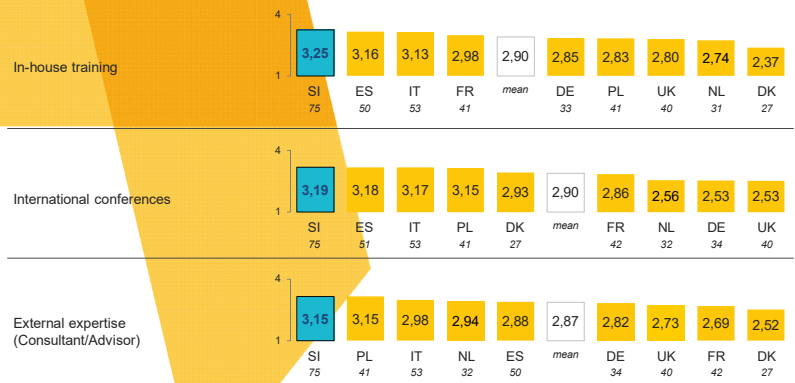 4
In-house training
3,25 3,16 3,13 2,98 2,90 2,85 2,83 2,80 2,74 2,37
1
SI ES IT FR mean DE PL UK NL DK
75 50 53 41 33 41 40 31 27
4
International conferences
3,19 3,18 3,17 3,15 2,93 2,90 2,86 2,56 2,53 2,53
1
SI ES IT PL DK mean FR NL DE UK
75 51 53 41 27 42 32 34 40
4
External expertise
(Consultant/Advisor)
3,15 3,15 2,98 2,94 2,88 2,87 2,82 2,73 2,69 2,52
1
SI PL IT NL ES mean DE UK FR DK
75 41 53 32 50 34 40 42 27